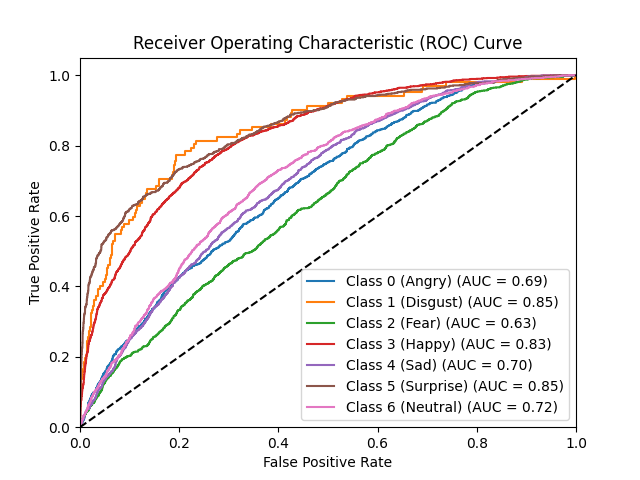 Receiver Operating Characteristic (ROC) Curve
True Positive Rate
1.0
0.8
0.6
0.4
0.2
0.0
Class 0 (Angry) (AUC = 0.69)
Class 1 (Disgust) (AUC = 0.85)
Class 2 (Fear) (AUC = 0.63)
Class 3 (Happy) (AUC = 0.83)
Class 4 (Sad) (AUC = 0.70)
Class 5 (Surprise) (AUC = 0.85)
Class 6 (Neutral) (AUC = 0.72)
0.0 0.2 0.4 0.6 0.8 1.0
False Positive Rate